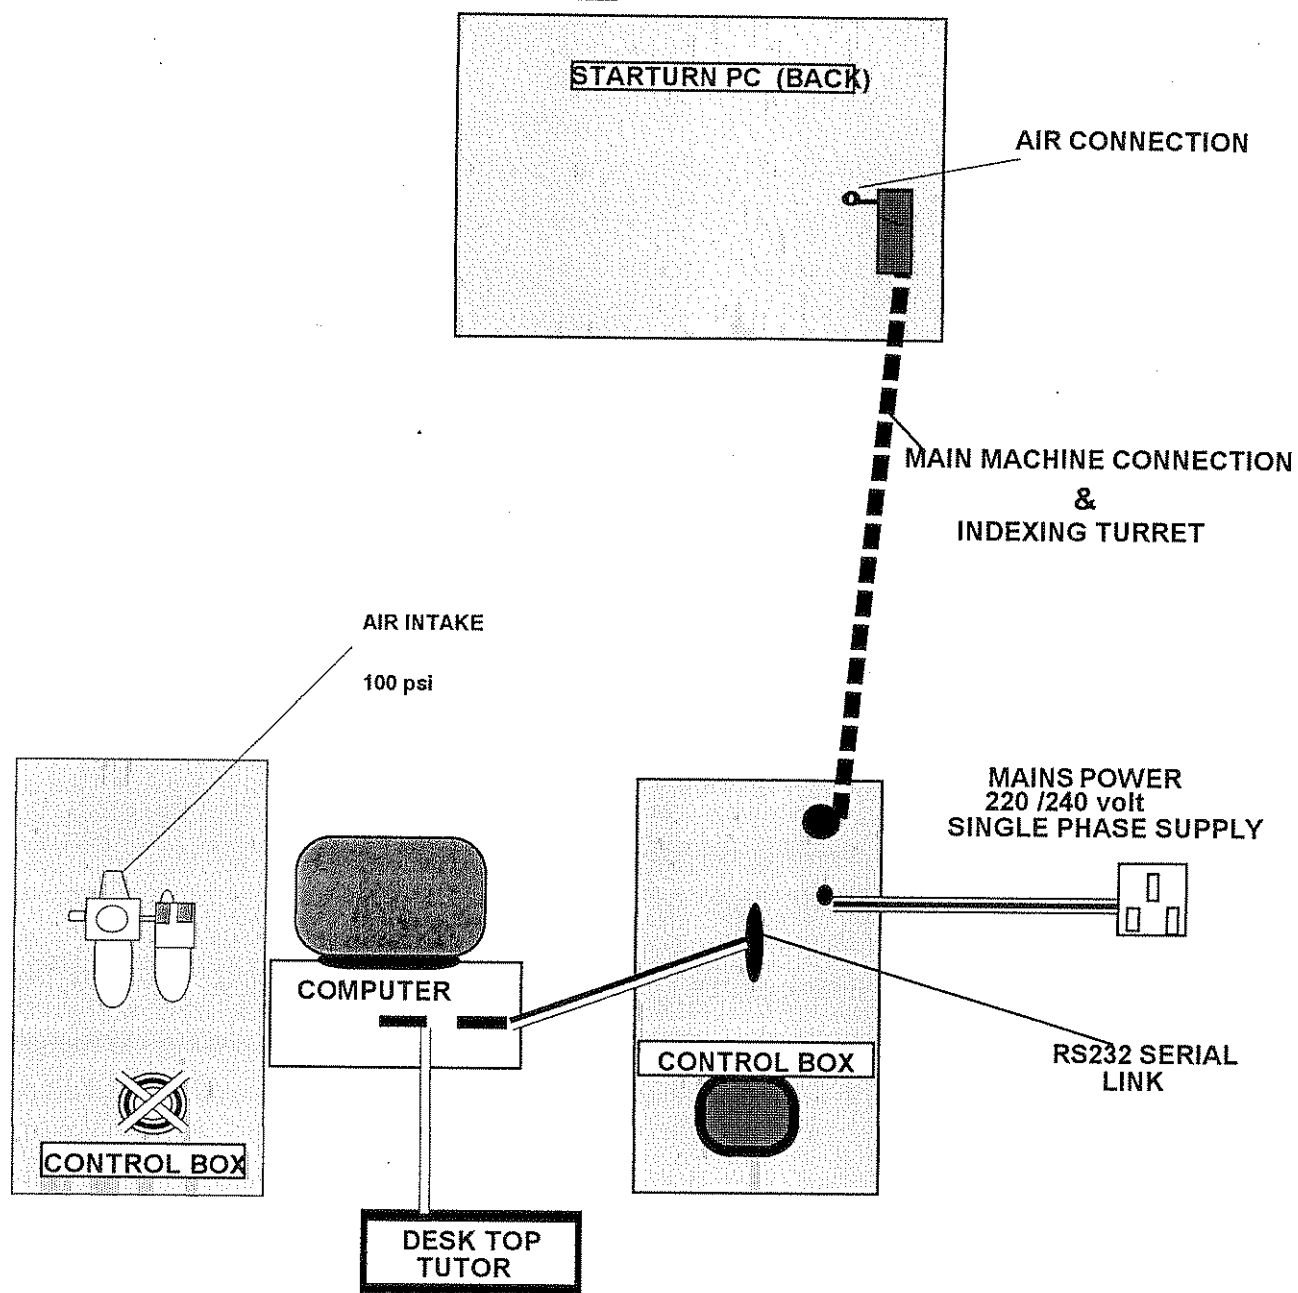 STARTURN PC (BACK)
AIR CONNECTION
MAIN MACHINE CONNECTION
&
INDEXING TURRET
AIR INTAKE
100 psi
MAINS POWER
220 /240 volt
SINGLE PHASE SUPPLY
COMPUTER
CONTROL BOX
RS232 SERIAL
LINK
CONTROL BOX
DESK TOP
TUTOR